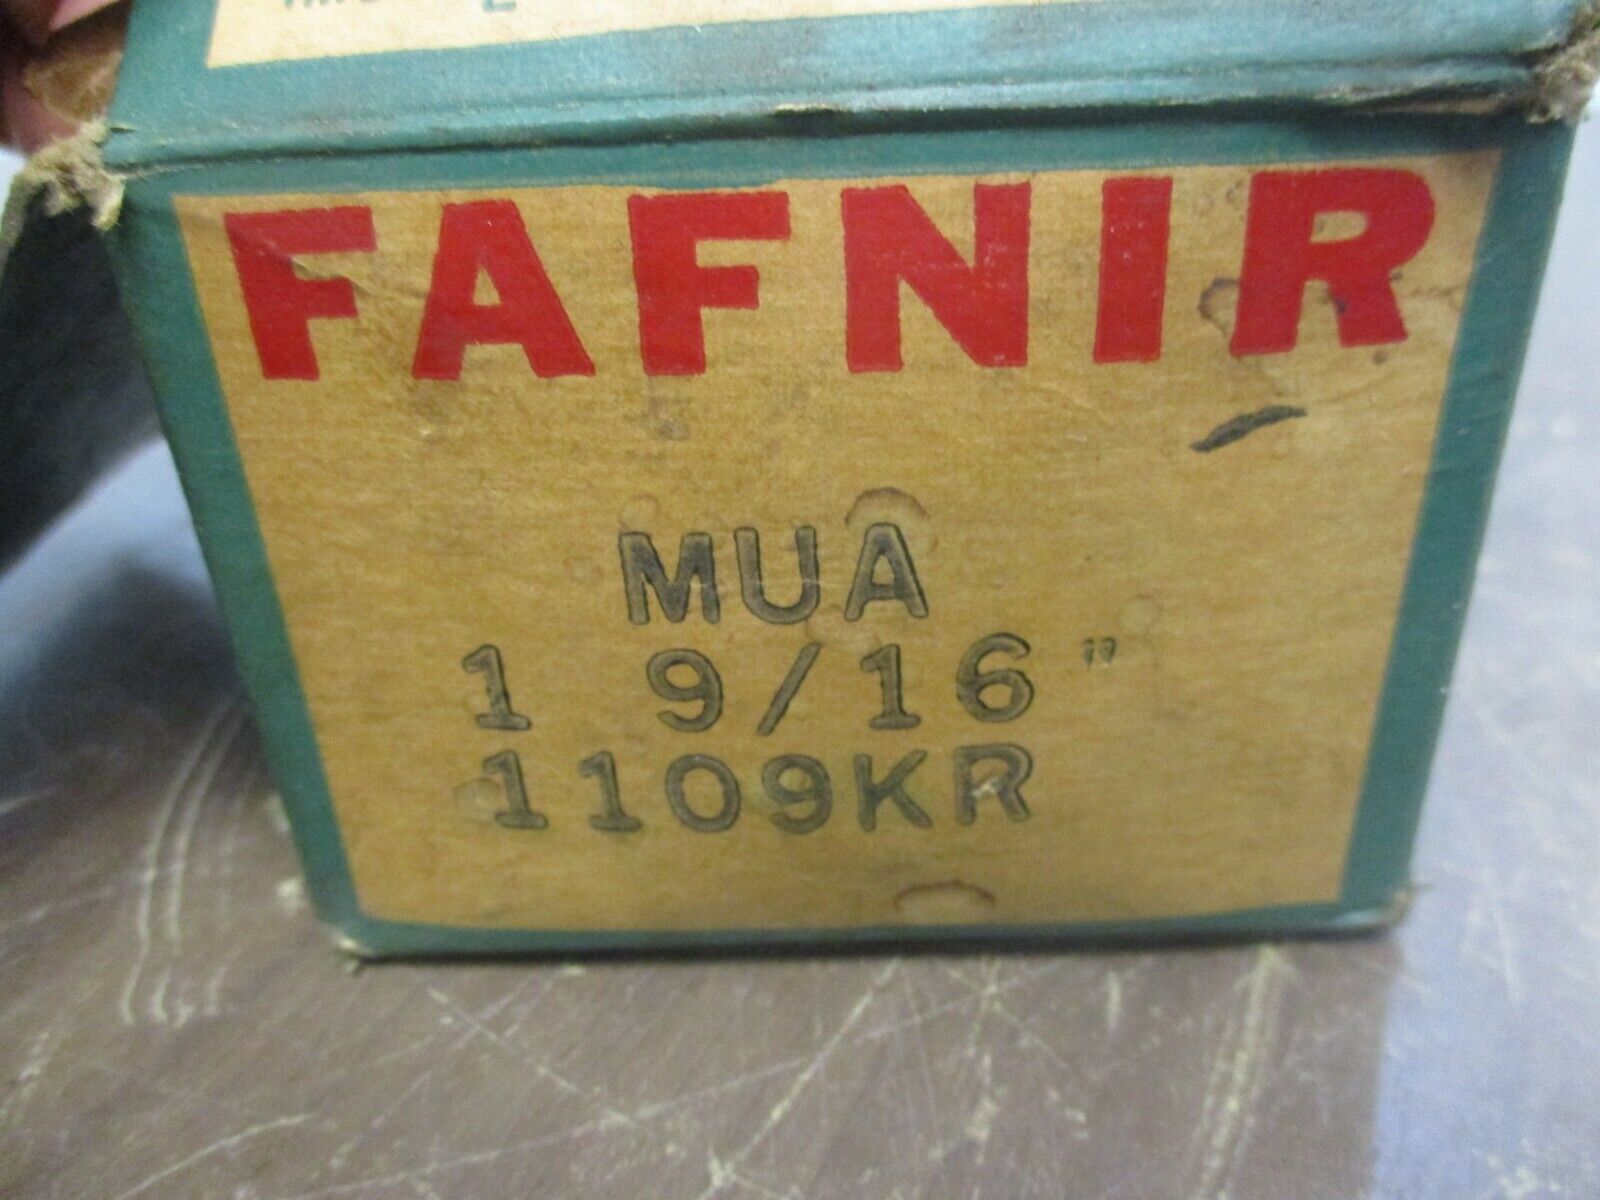 FAFNIR
MUA
1 9/16"
1109KR